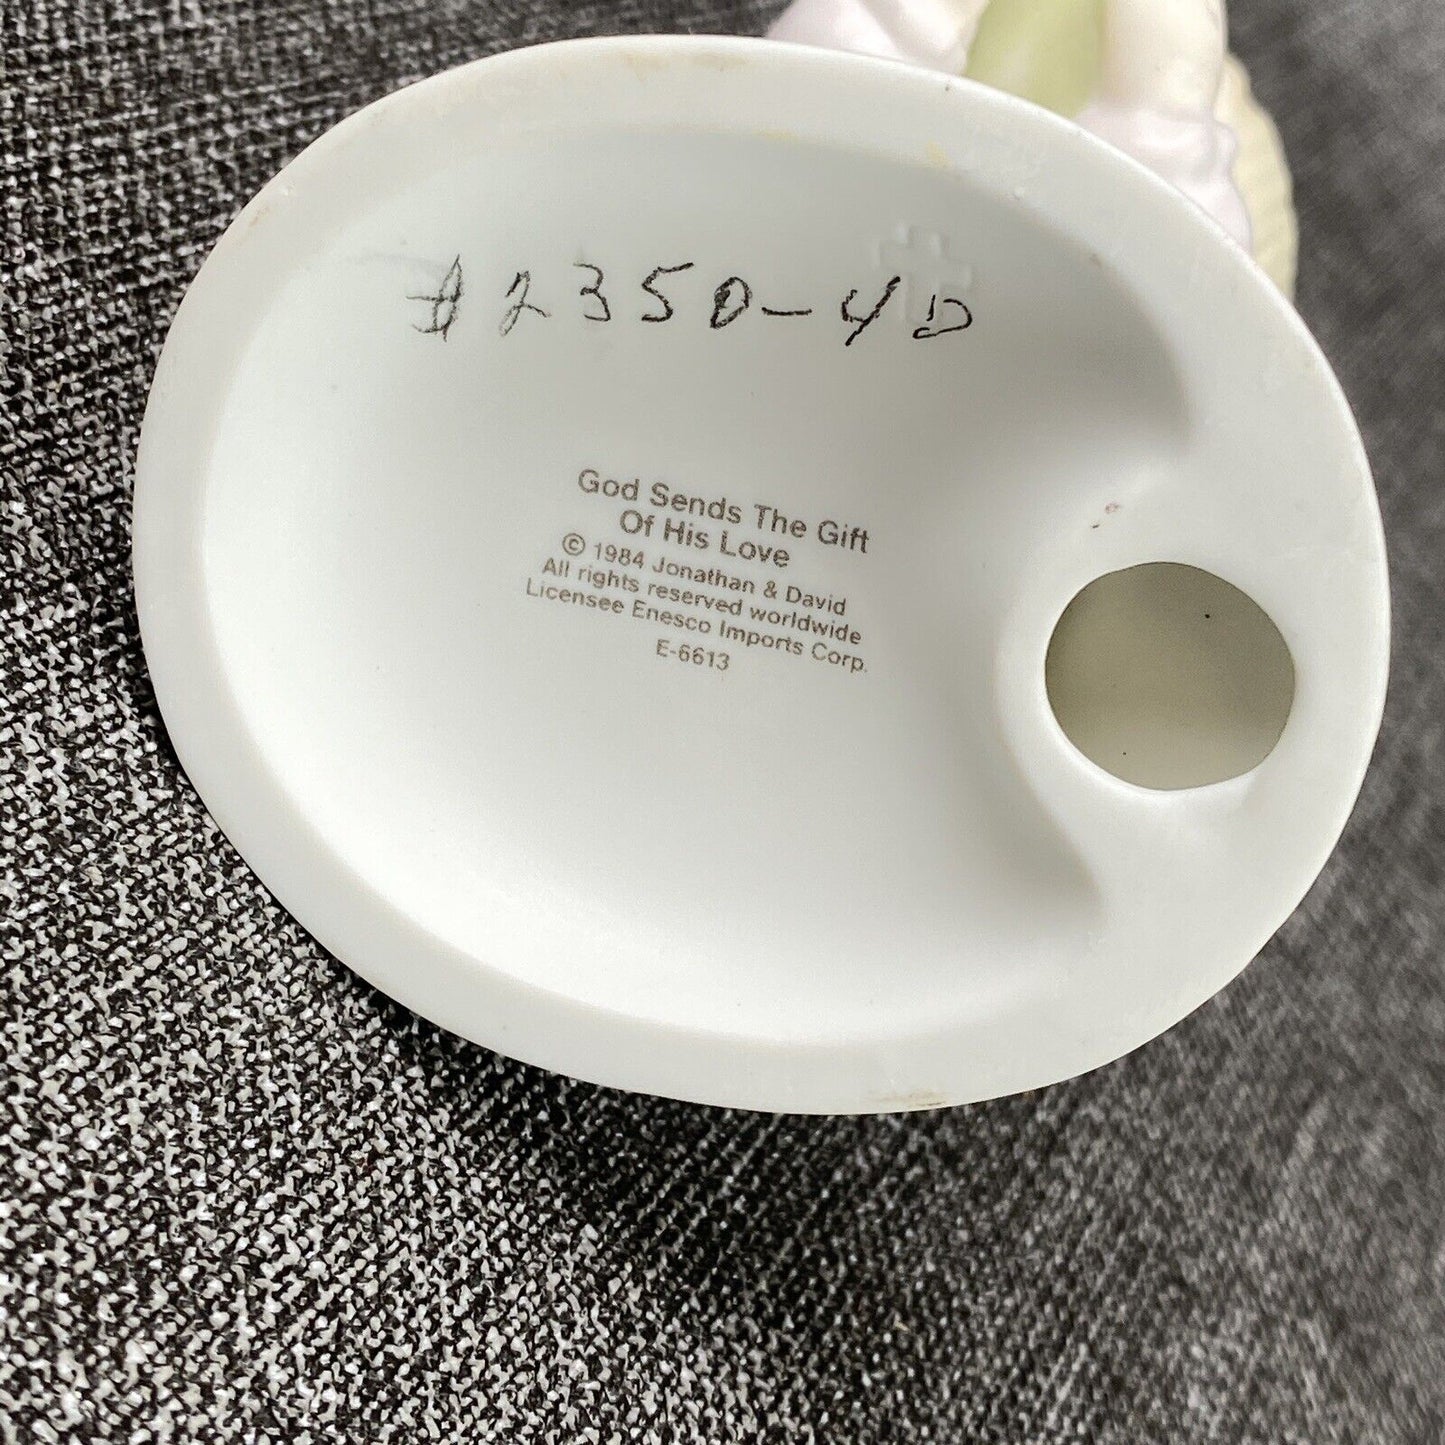 #2350-4D
God Sends The Gift
Of His Love
© 1984 Jonathan & David
All rights reserved worldwide
Licensee Enesco Imports Corp.
E-6613